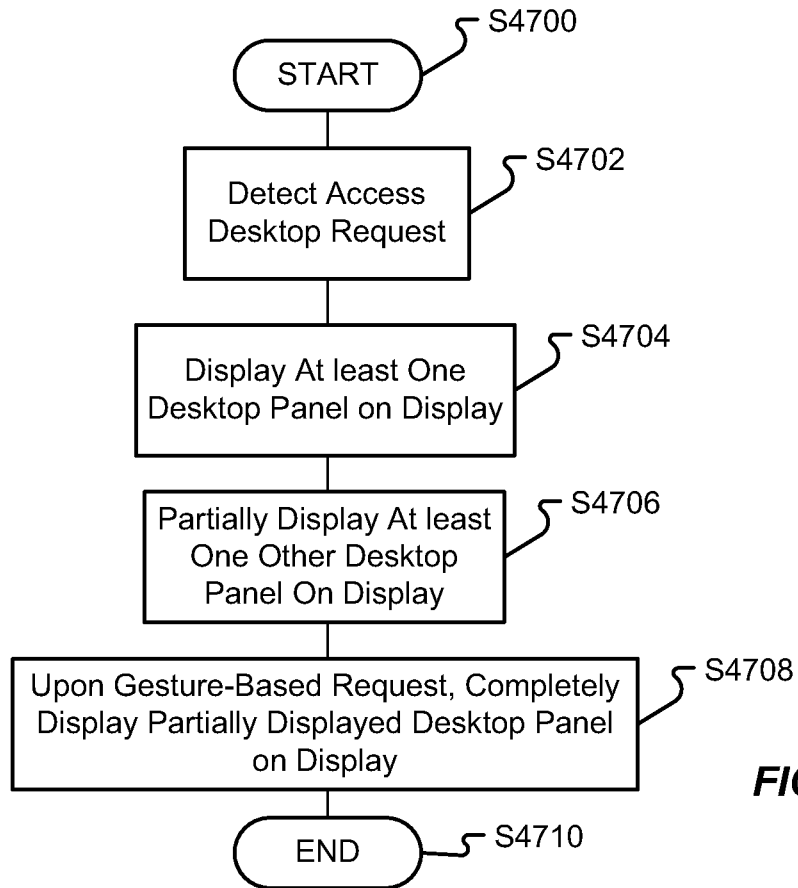 S4700
START
S4702
Detect Access
Desktop Request
S4704
Display At least One
Desktop Panel on Display
S4706
Partially Display At least
One Other Desktop
Panel On Display
S4708
Upon Gesture-Based Request, Completely
Display Partially Displayed Desktop Panel
on Display
FIG
S4710
END